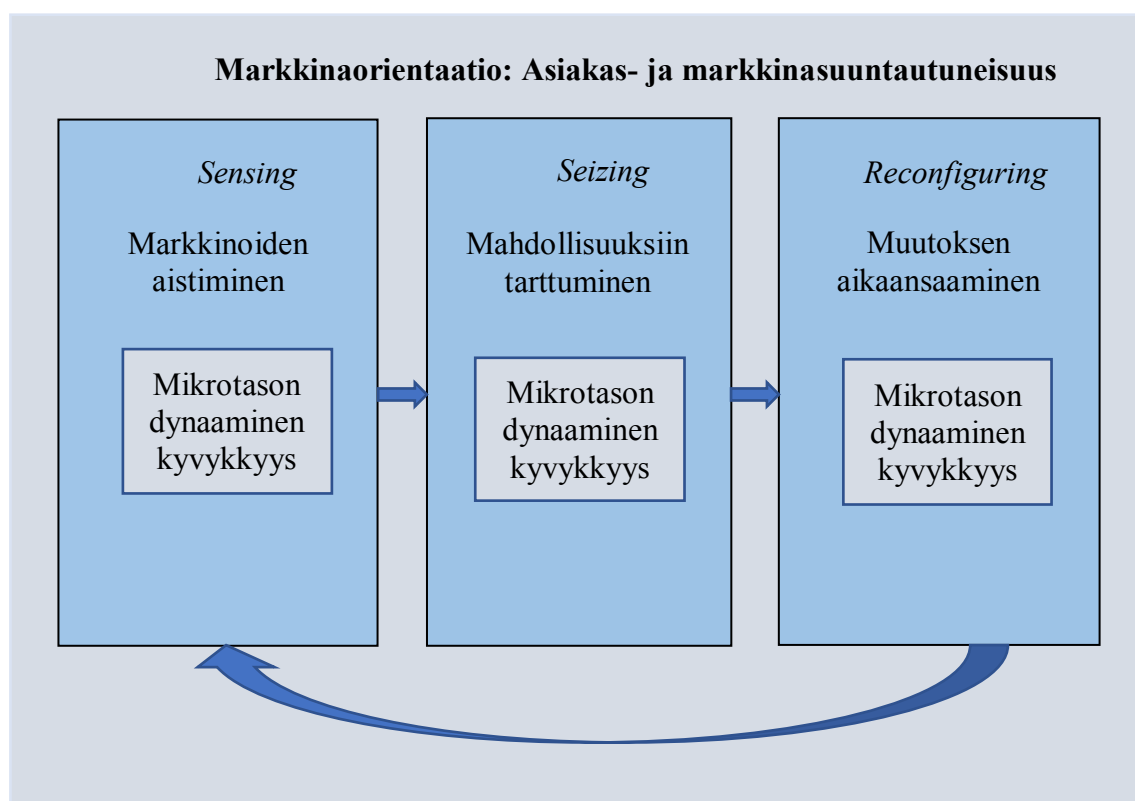 Markkinaorientaatio: Asiakas- ja markkinasuuntautuneisuus
Sensing
Markkinoiden
aistiminen
Mikrotason
dynaaminen
kyvykkyys
Seizing
Mahdollisuuksiin
tarttuminen
Mikrotason
dynaaminen
kyvykkyys
Reconfiguring
Muutoksen
aikaansaaminen
Mikrotason
dynaaminen
kyvykkyys